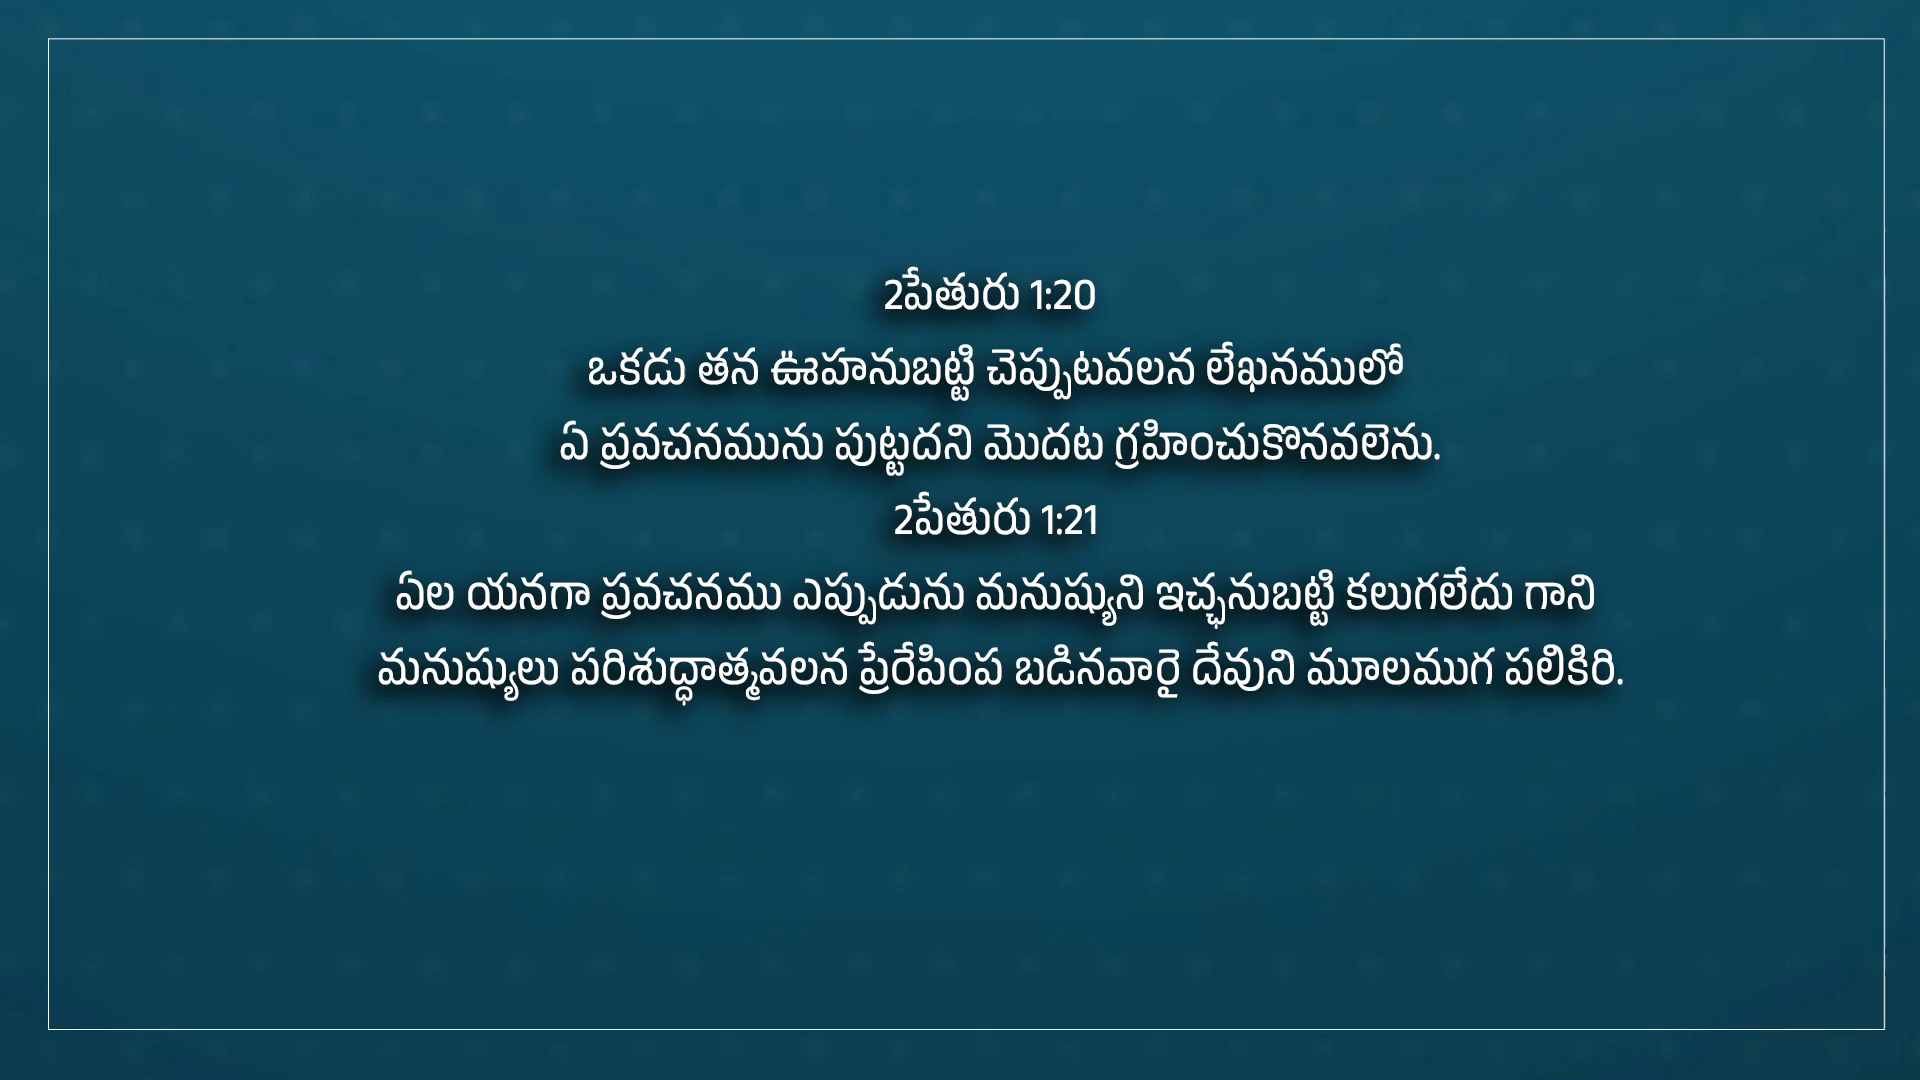 2పేతురు 1:20
ఒకడు తన ఊహనుబట్టి చెప్పుటవలన లేఖనములో
ఏ ప్రవచనమును పుట్టదని మొదట గ్రహించుకొనవలెను.
2పేతురు 1:21
ఏల యనగా ప్రవచనము ఎప్పుడును మనుష్యుని ఇచ్ఛనుబట్టి కలుగలేదు గాని
మనుష్యులు పరిశుద్ధాత్మవలన ప్రేరేపింప బడినవారై దేవుని మూలముగ పలికిరి.